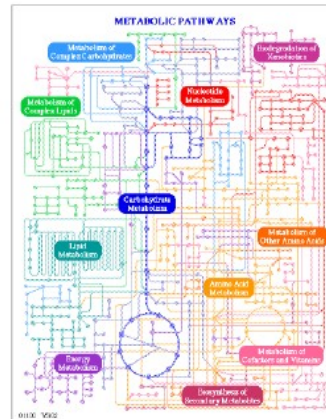 METABOLIC PATHWAYS
Metabolism of
Complex Carbohydrates
Biodegradation of
Xenobiotics
Nucleotide
Metabolism
Metabolism of
Complex Lipids
Carbohydrate
Metabolism
Metabolism of
Other Amino Acids
Lipid
Metabolism
Amino Acid
Metabolism
Energy
Metabolism
Metabolism of
Cofactors and Vitamins
Biosynthesis of
Secondary Metabolites